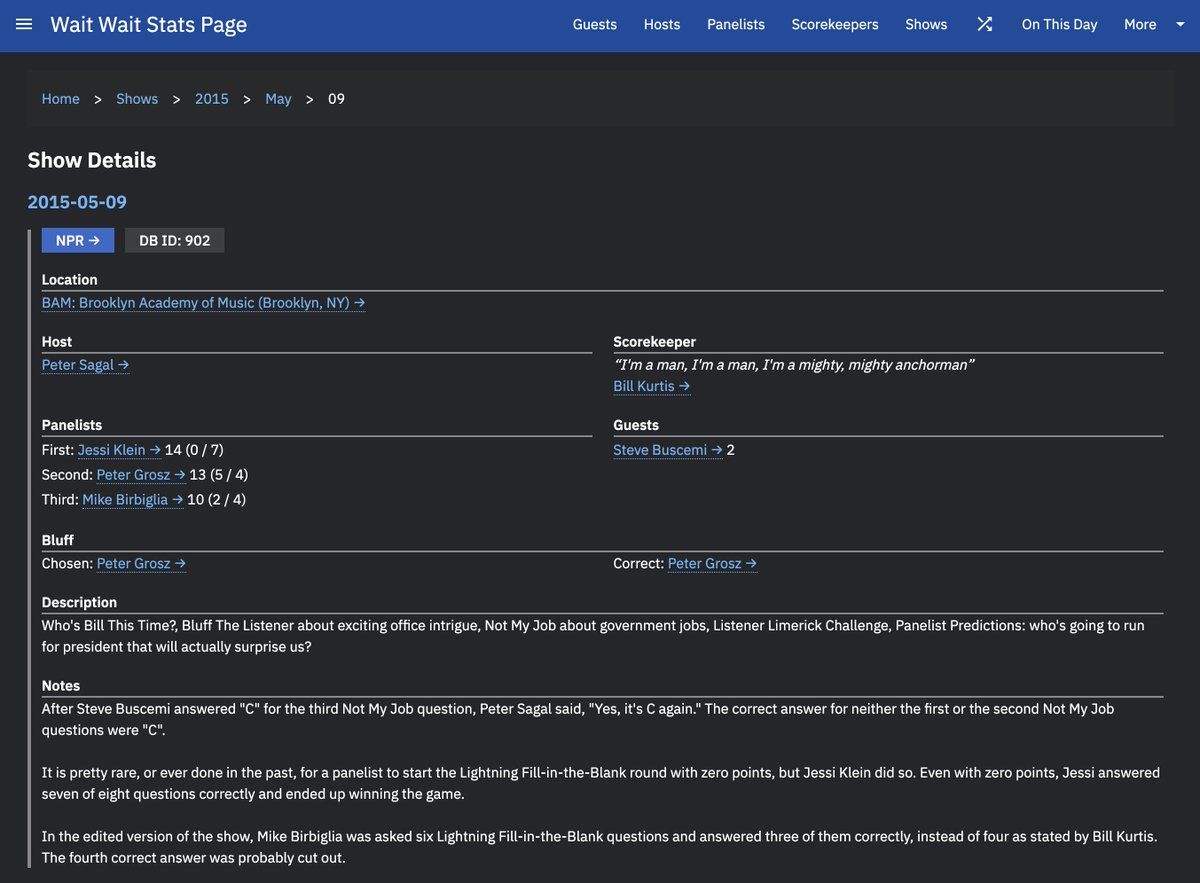 Wait Wait Stats Page
Guests Hosts Panelists Scorekeepers Shows On This Day More
Home > Shows > 2015 > May > 09
Show Details
2015-05-09
NPR → DB ID: 902
Location
BAM: Brooklyn Academy of Music (Brooklyn, NY) →
Host
Peter Sagal →
Scorekeeper
“I'm a man, I'm a man, I'm a mighty, mighty anchorman”
Bill Kurtis →
Panelists
First: Jessi Klein → 14 (0 / 7)
Second: Peter Grosz → 13 (5 / 4)
Third: Mike Birbiglia → 10 (2 / 4)
Guests
Steve Buscemi → 2
Bluff
Chosen: Peter Grosz →
Correct: Peter Grosz →
Description
Who's Bill This Time?, Bluff The Listener about exciting office intrigue, Not My Job about government jobs, Listener Limerick Challenge, Panelist Predictions: who's going to run
for president that will actually surprise us?
Notes
After Steve Buscemi answered "C" for the third Not My Job question, Peter Sagal said, "Yes, it's C again." The correct answer for neither the first or the second Not My Job
questions were "C".
It is pretty rare, or ever done in the past, for a panelist to start the Lightning Fill-in-the-Blank round with zero points, but Jessi Klein did so. Even with zero points, Jessi answered
seven of eight questions correctly and ended up winning the game.
In the edited version of the show, Mike Birbiglia was asked six Lightning Fill-in-the-Blank questions and answered three of them correctly, instead of four as stated by Bill Kurtis.
The fourth correct answer was probably cut out.